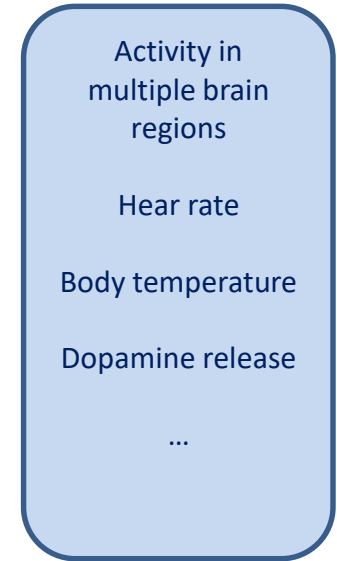 Activity in
multiple brain
regions
Hear rate
Body temperature
Dopamine release
...